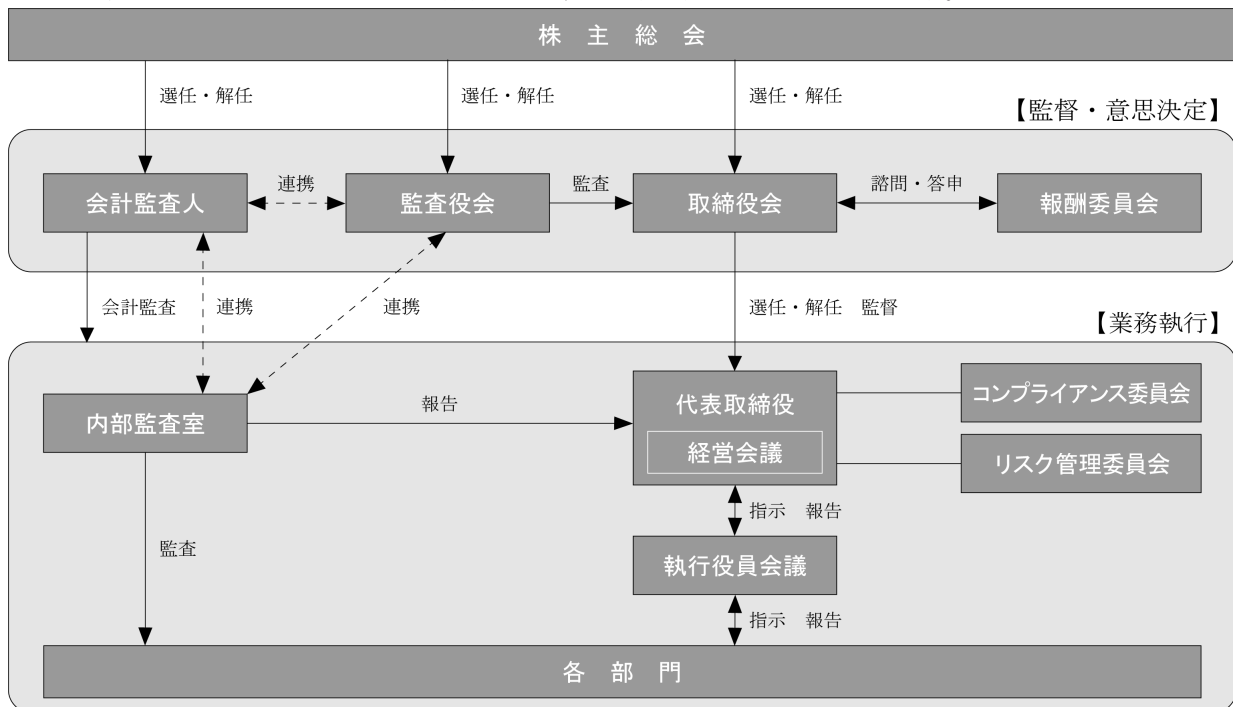 株　主　総　会
選任・解任
選任・解任
選任・解任
【監督・意思決定】
会計監査人
連携
監査役会
監査
取締役会
諮問・答申
報酬委員会
会計監査
連携
連携
選任・解任　監督
【業務執行】
内部監査室
報告
代表取締役
経営会議
コンプライアンス委員会
リスク管理委員会
指示　報告
監査
執行役員会議
指示　報告
各　部　門